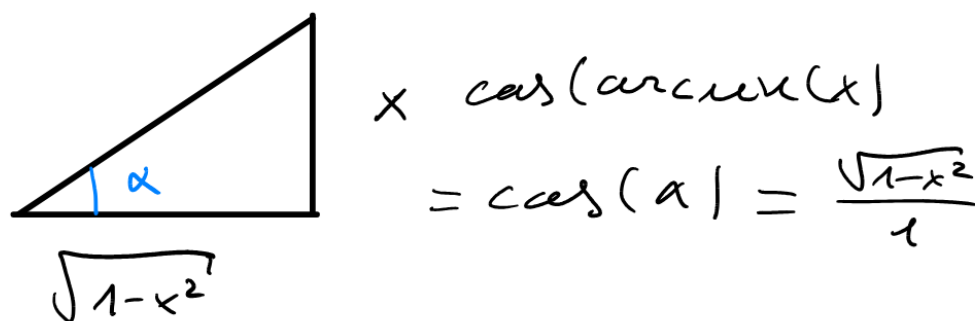 α
√1-x²
x cos(arcsin(x)
= cos(α) = √1-x² / 1